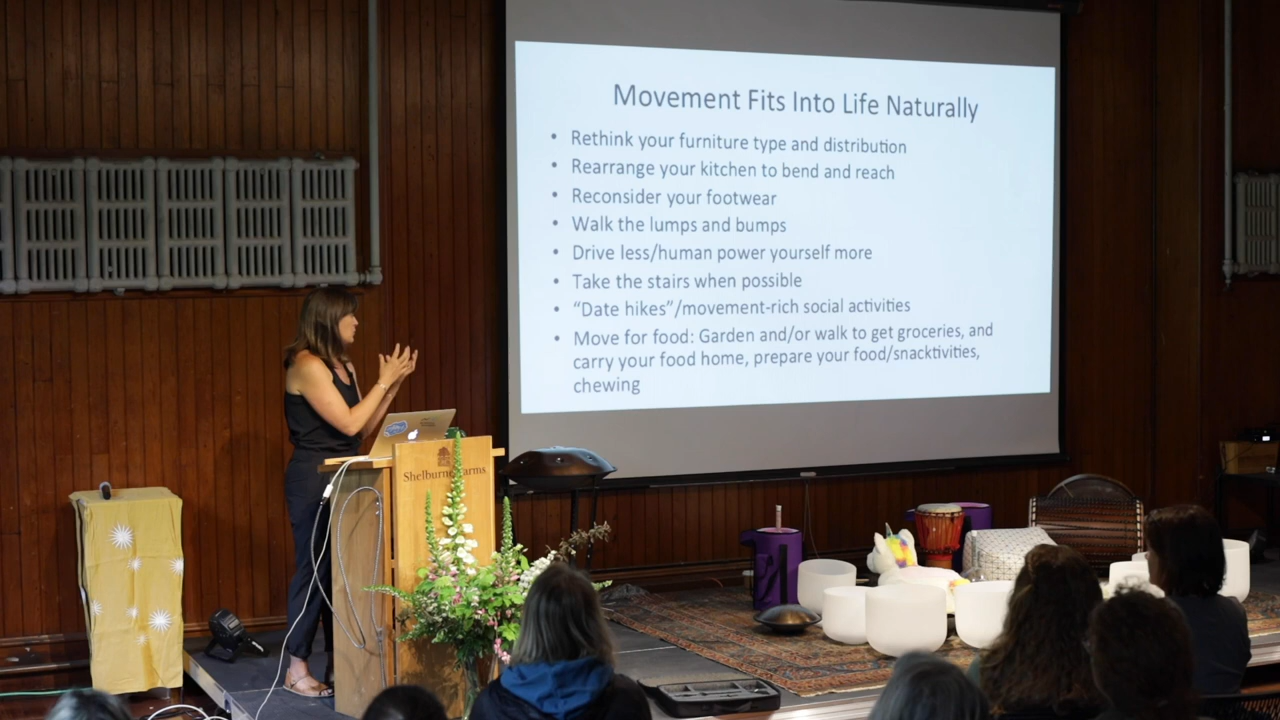 Movement Fits Into Life Naturally
• Rethink your furniture type and distribution
• Rearrange your kitchen to bend and reach
• Reconsider your footwear
• Walk the lumps and bumps
• Drive less/human power yourself more
• Take the stairs when possible
• “Date hikes”/movement-rich social activities
• Move for food: Garden and/or walk to get groceries, and
carry your food home, prepare your food/snacktivities,
chewing
Shelburne Farms